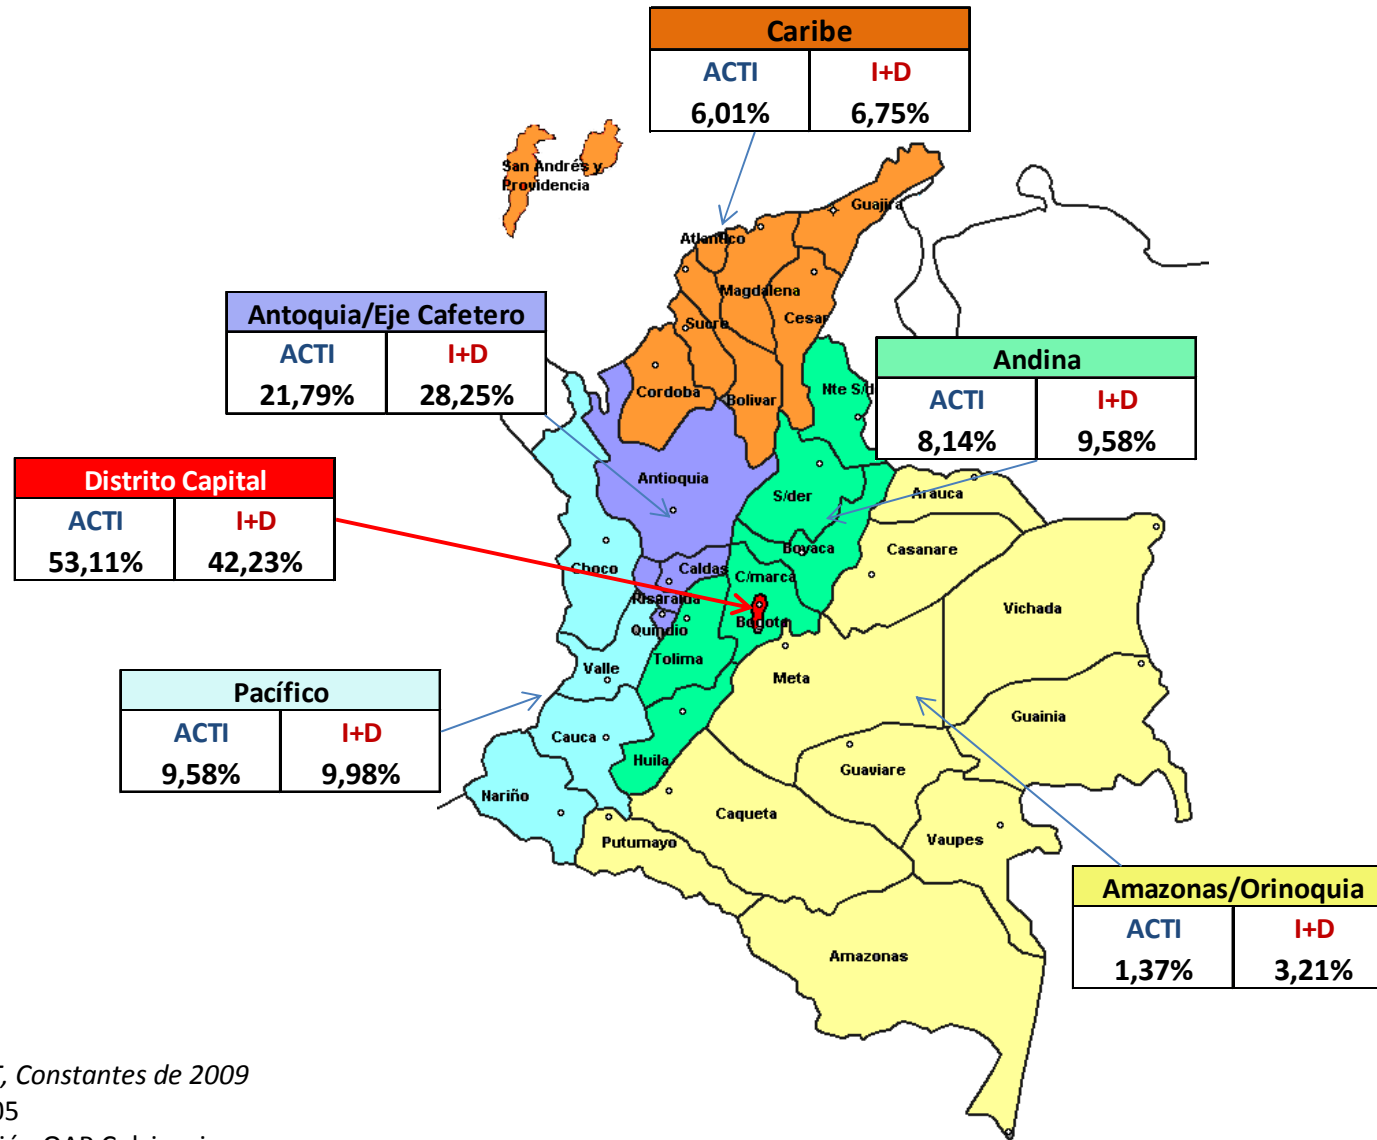 Caribe
ACTI I+D
6,01% 6,75%
San Andrés y
Providencia
Guajira
Atlantico
Magdalena
Cesar
Sucre
Cordoba
Bolivar
Antoquia/Eje Cafetero
ACTI I+D
21,79% 28,25%
Andina
ACTI I+D
8,14% 9,58%
Nte S/d
Antioquia
S/der
Arauca
Distrito Capital
ACTI I+D
53,11% 42,23%
Boyaca
Casanare
Choco
Caldas
C/marca
Risaralda
Vichada
Quindio
Bogota
Tolima
Valle
Meta
Pacífico
ACTI I+D
9,58% 9,98%
Guainia
Cauca
Huila
Guaviare
Nariño
Caqueta
Putumayo
Vaupes
Amazonas/Orinoquia
ACTI I+D
1,37% 3,21%
Amazonas
, Constantes de 2009
05